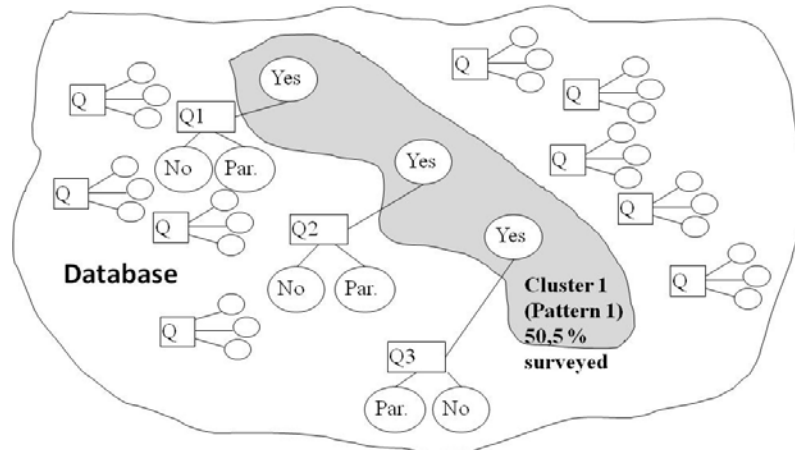 Yes
Q
Q
Q1
Q
No
Par.
Yes
Q
Q
Q
Q
Q2
Yes
Database
Q
No
Par.
Cluster 1
(Pattern 1)
50,5 %
surveyed
Q
Q3
Par.
No